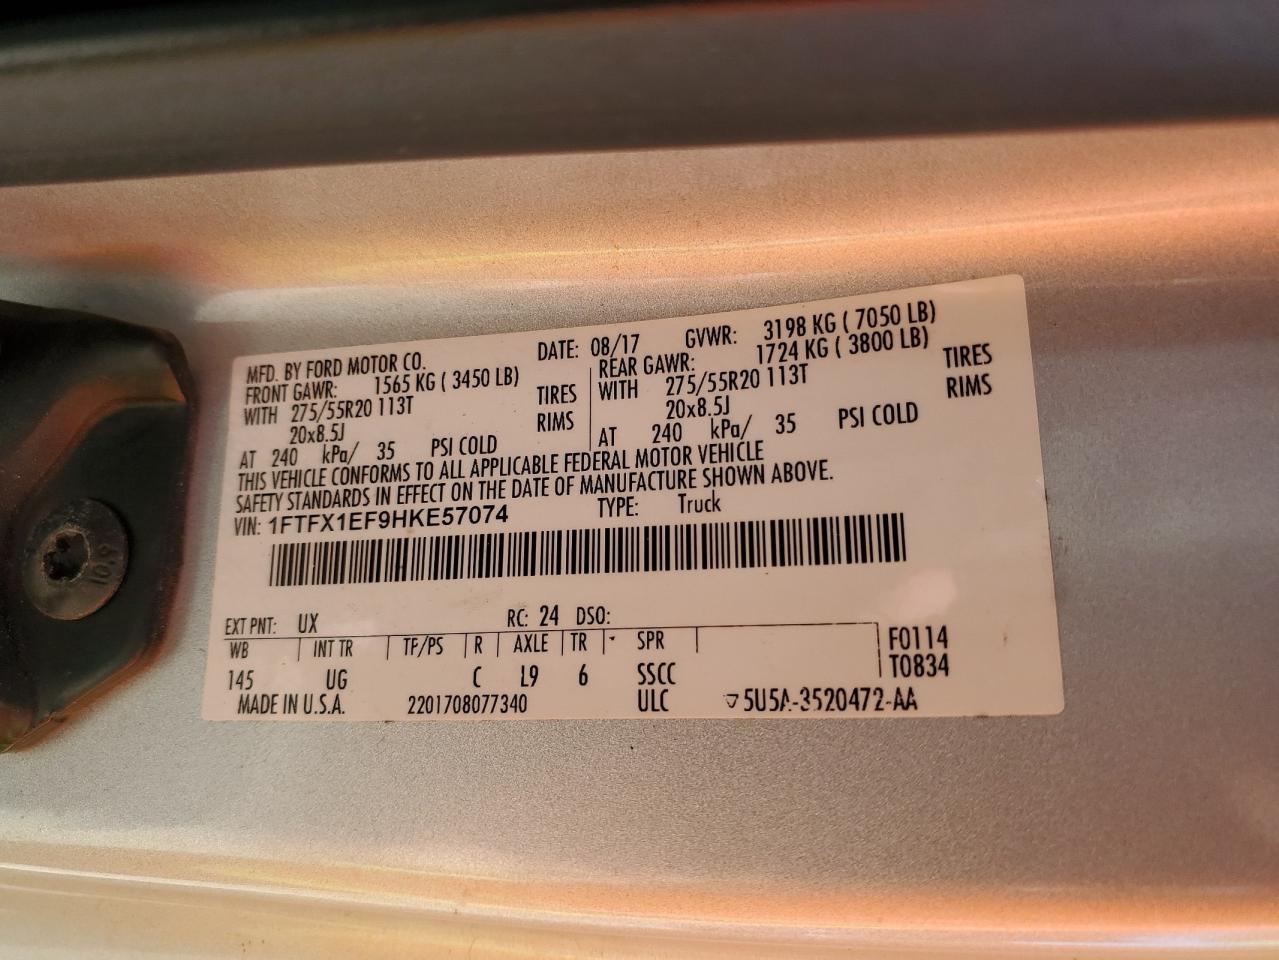 MFD. BY FORD MOTOR CO. DATE: 08/17 GVWR: 3198 KG ( 7050 LB)
FRONT GAWR: 1565 KG ( 3450 LB) REAR GAWR: 1724 KG ( 3800 LB)
WITH 275/55R20 113T TIRES WITH 275/55R20 113T TIRES
20x8.5J RIMS 20x8.5J RIMS
AT 240 kPa/ 35 PSI COLD AT 240 kPa/ 35 PSI COLD
THIS VEHICLE CONFORMS TO ALL APPLICABLE FEDERAL MOTOR VEHICLE
SAFETY STANDARDS IN EFFECT ON THE DATE OF MANUFACTURE SHOWN ABOVE.
VIN: 1FTFX1EF9HKE57074 TYPE: Truck
EXT PNT: UX RC: 24 DSO:
WB INT TR TP/PS R AXLE TR SPR F0114
145 UG C L9 6 SSCC T0834
MADE IN U.S.A. 2201708077340 ULC ▽5U5A-3520472-AA
10,9